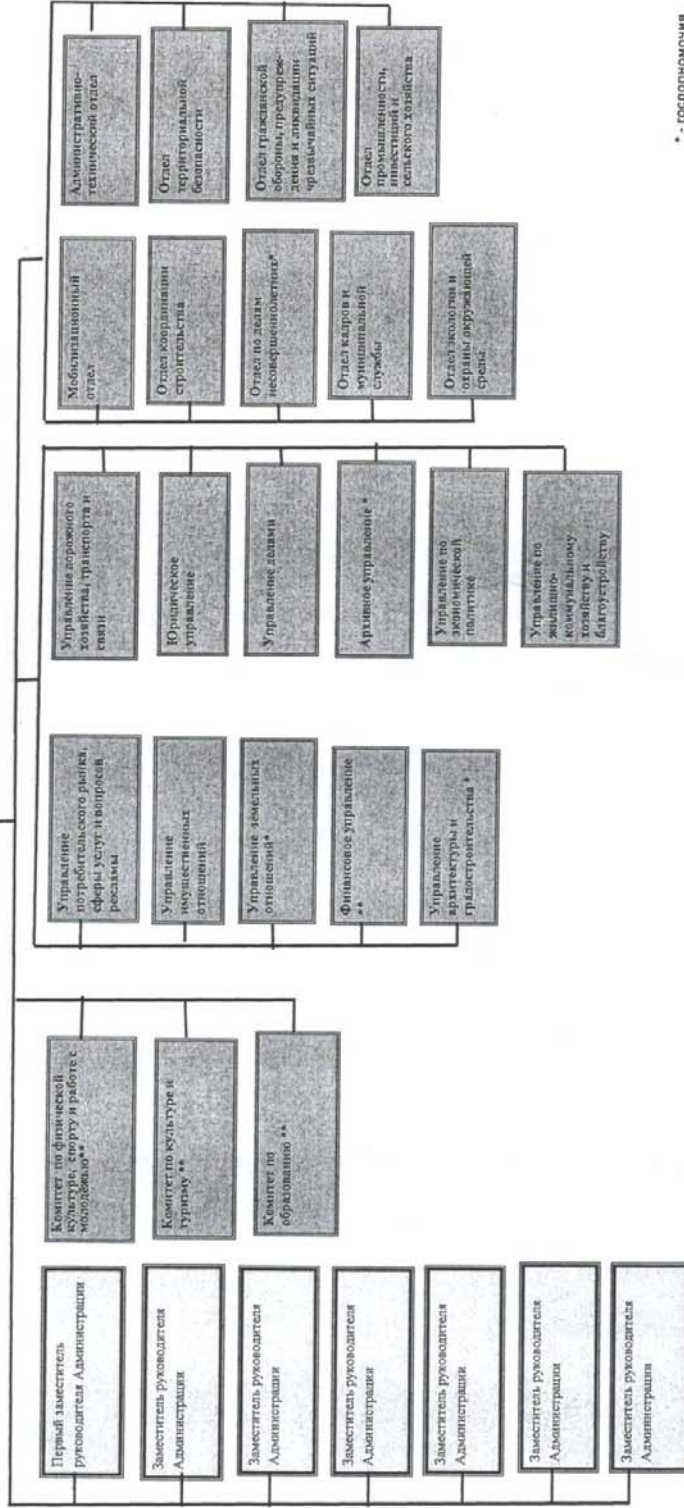 Первый заместитель
руководителя Администрации
Заместитель руководителя
Администрации
Заместитель руководителя
Администрации
Заместитель руководителя
Администрации
Заместитель руководителя
Администрации
Заместитель руководителя
Администрации
Заместитель руководителя
Администрации
Комитет по физической
культуре, спорту и работе с
молодежью**
Комитет по культуре и
туризму **
Комитет по
образованию **
Управление
потребительского рынка,
сферы услуг и вопросов
рекламы
Управление
имущественных
отношений
Управление земельных
отношений*
Финансовое управление
**
Управление
архитектуры и
градостроительства *
Управление дорожного
хозяйства, транспорта и
связи
Юридическое
управление
Управление делами
Архивное управление *
Управление по
экономической
политике
Управление по
жилищно-
коммунальному
хозяйству и
благоустройству
Мобилизационный
отдел
Отдел координации
строительства
Отдел по делам
несовершеннолетних*
Отдел кадров и
муниципальной
службы
Отдел экологии и
охраны окружающей
среды
Административно-
технический отдел
Отдел
территориальной
безопасности
Отдел гражданской
обороны, предупреж-
дения и ликвидации
чрезвычайных ситуаций
Отдел
промышленности,
инвестиций и
сельского хозяйства
* - госполномочия